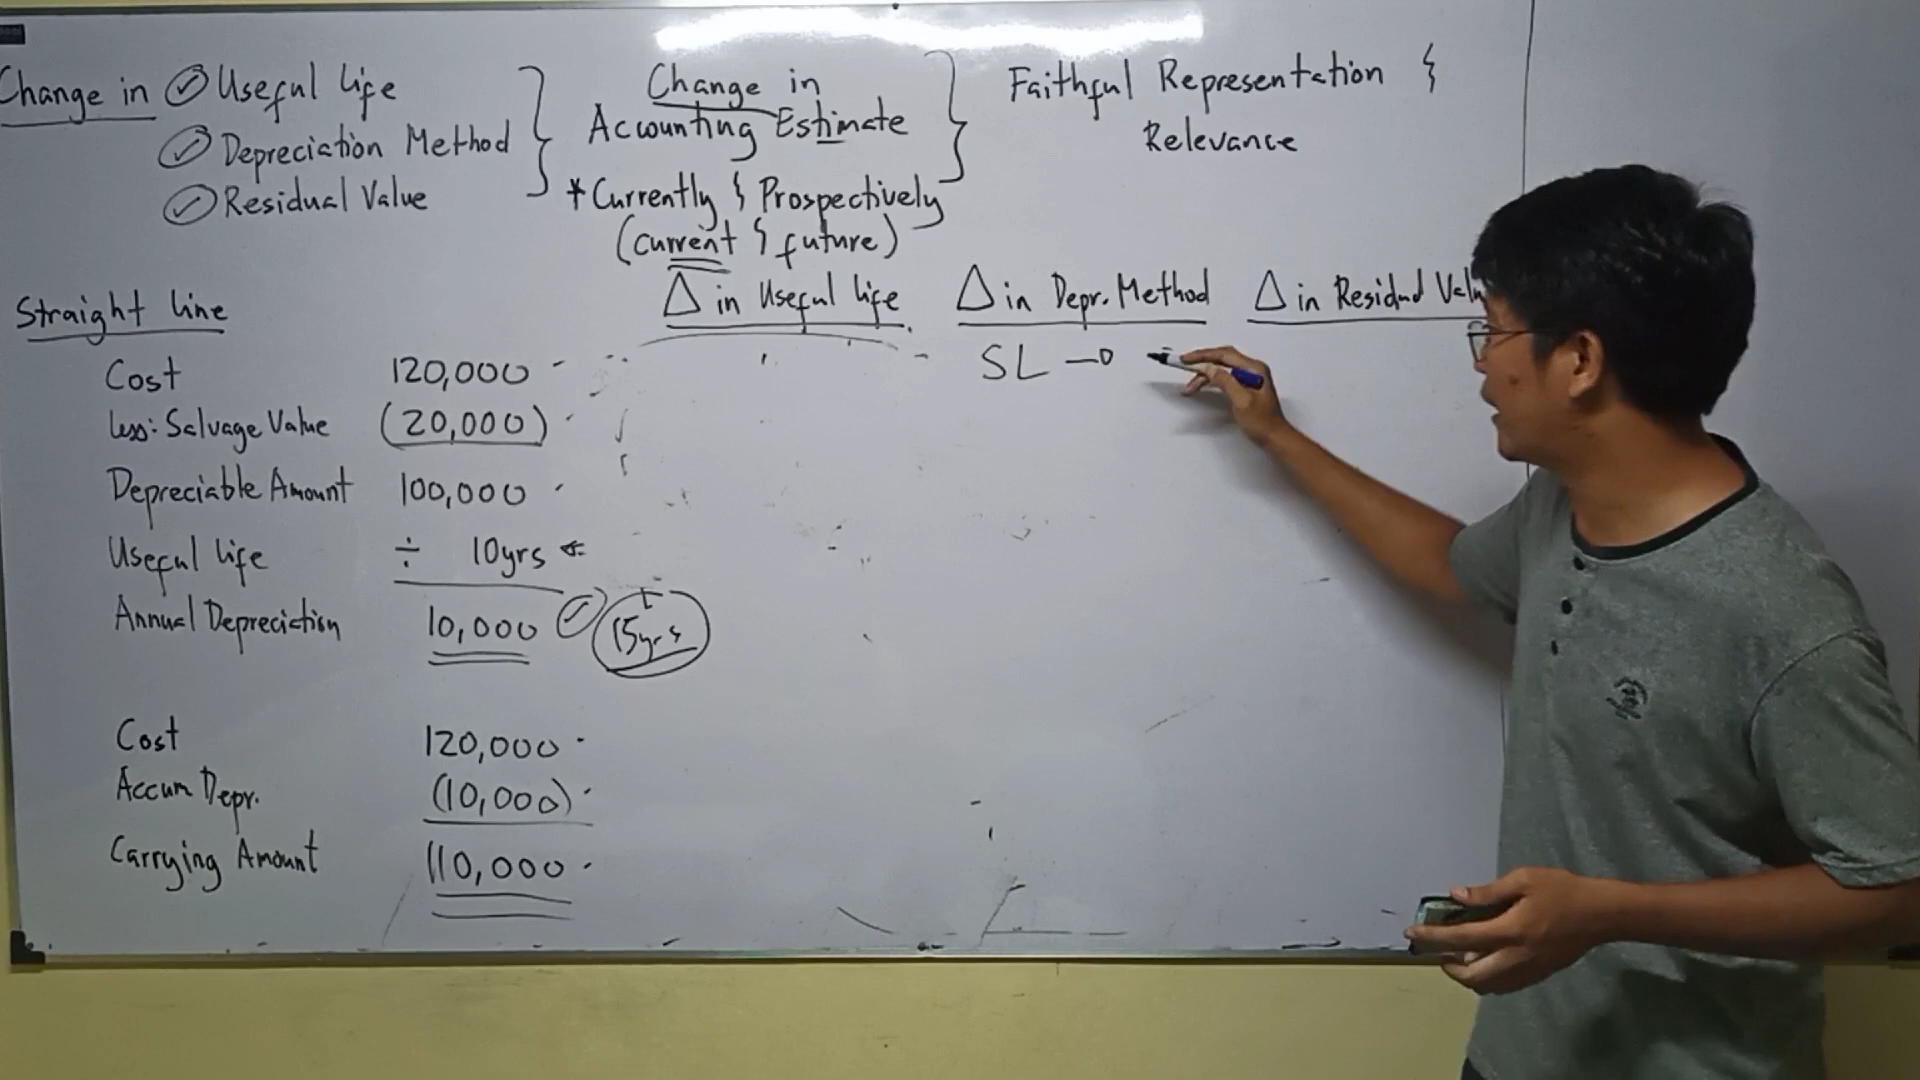 Change in ✓ Useful life
✓ Depreciation Method
✓ Residual Value
Change in
Accounting Estimate
* Currently & Prospectively
(current & future)
Faithful Representation &
Relevance
Straight line
Cost 120,000
less: Salvage Value (20,000)
Depreciable Amount 100,000
Useful life ÷ 10yrs
Annual Depreciation 10,000 ✓
15yrs
Cost 120,000
Accum Depr. (10,000)
Carrying Amount 110,000
Δ in Useful life
Δ in Depr. Method
SL →
Δ in Residual Valu